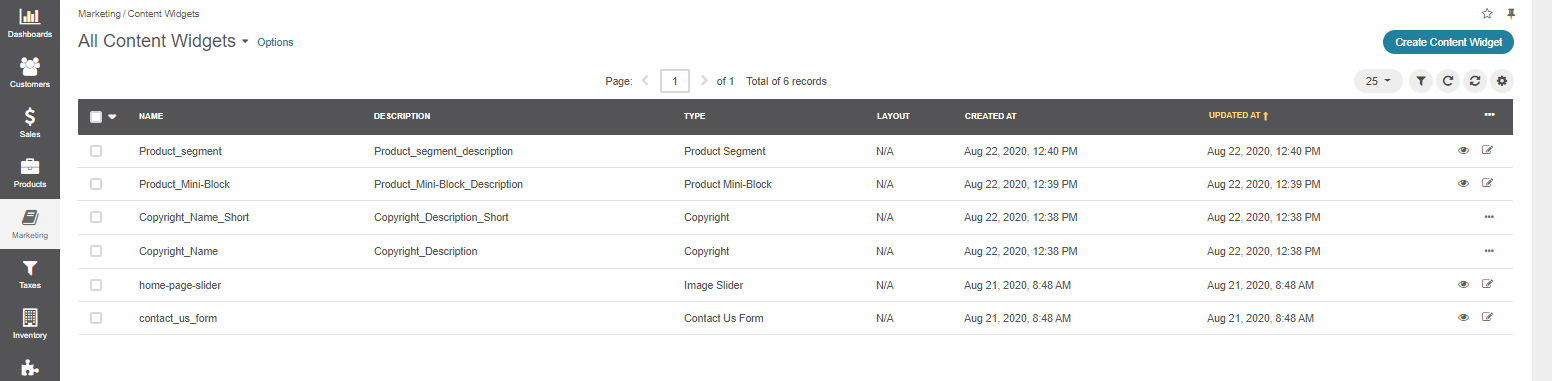 Marketing / Content Widgets
All Content Widgets Options
Create Content Widget
Page: 1 of 1 Total of 6 records
25
NAME DESCRIPTION TYPE LAYOUT CREATED AT UPDATED AT
Product_segment Product_segment_description Product Segment N/A Aug 22, 2020, 12:40 PM Aug 22, 2020, 12:40 PM
Product_Mini-Block Product_Mini-Block_Description Product Mini-Block N/A Aug 22, 2020, 12:39 PM Aug 22, 2020, 12:39 PM
Copyright_Name_Short Copyright_Description_Short Copyright N/A Aug 22, 2020, 12:38 PM Aug 22, 2020, 12:38 PM
Copyright_Name Copyright_Description Copyright N/A Aug 22, 2020, 12:38 PM Aug 22, 2020, 12:38 PM
home-page-slider Image Slider N/A Aug 21, 2020, 8:48 AM Aug 21, 2020, 8:48 AM
contact_us_form Contact Us Form N/A Aug 21, 2020, 8:48 AM Aug 21, 2020, 8:48 AM
Dashboards
Customers
Sales
Products
Marketing
Taxes
Inventory